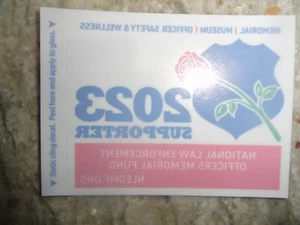 MEMORIAL | MUSEUM | OFFICER SAFETY & WELLNESS
2023
SUPPORTER
NATIONAL LAW ENFORCEMENT
OFFICERS MEMORIAL FUND
NLEOMF.ORG
▼ Static cling decal. Peel here and apply to glass. ▼